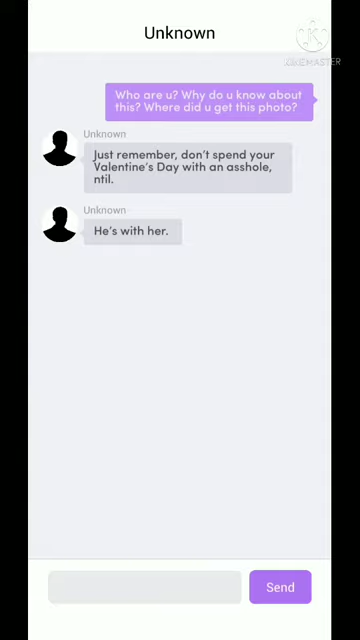 Unknown
KINEMASTER
Who are u? Why do u know about
this? Where did u get this photo?
Unknown
Just remember, don't spend your
Valentine's Day with an asshole,
ntil.
Unknown
He's with her.
Send